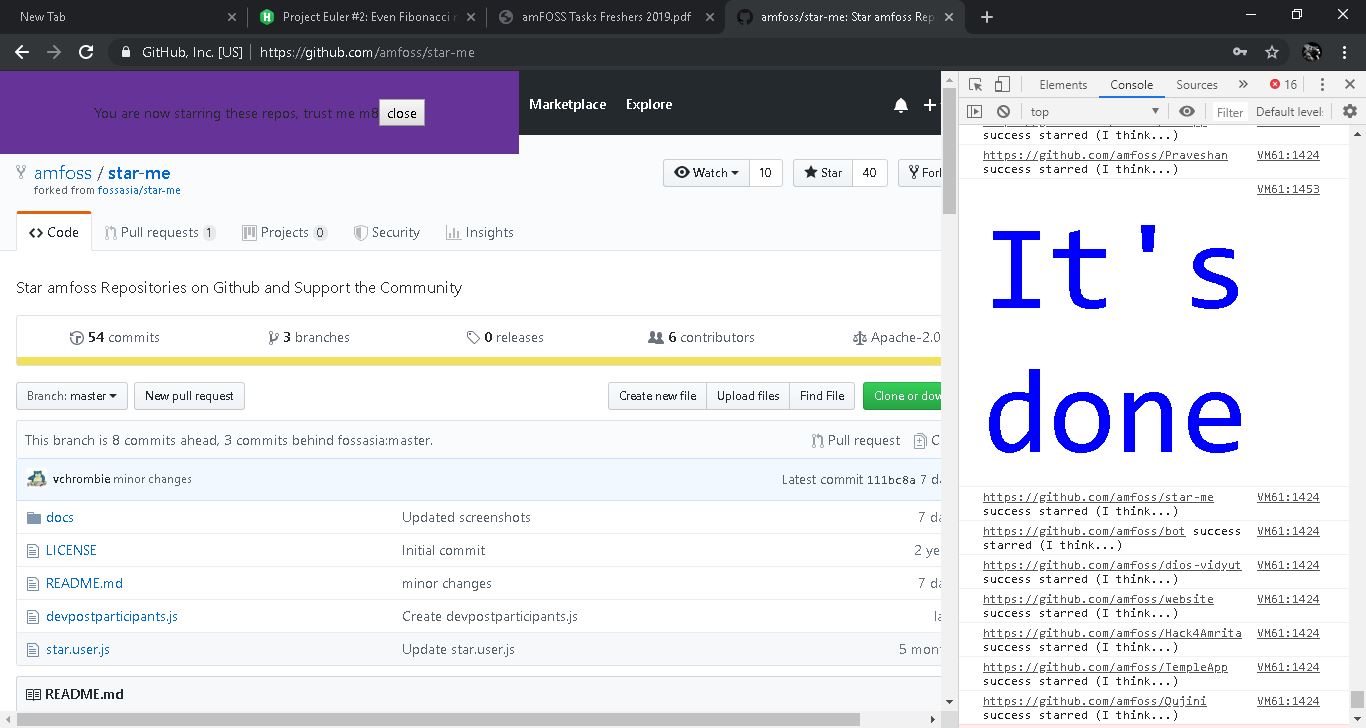 New Tab
Project Euler #2: Even Fibonacci
amFOSS Tasks Freshers 2019.pdf
amfoss/star-me: Star amfoss Rep
GitHub, Inc. [US]
https://github.com/amfoss/star-me
You are now starring these repos, trust me m8
close
Marketplace
Explore
amfoss / star-me
forked from fossasia/star-me
Watch 10
Star 40
Forl
Code
Pull requests 1
Projects 0
Security
Insights
Star amfoss Repositories on Github and Support the Community
54 commits
3 branches
0 releases
6 contributors
Apache-2.0
Branch: master
New pull request
Create new file
Upload files
Find File
Clone or dow
This branch is 8 commits ahead, 3 commits behind fossasia:master.
Pull request
C
vchrombie minor changes
Latest commit 111bc8a 7 da
docs
Updated screenshots
7 da
LICENSE
Initial commit
2 ye
README.md
minor changes
7 da
devpostparticipants.js
Create devpostparticipants.js
la
star.user.js
Update star.user.js
5 mon
README.md
Elements
Console
Sources
16
top
Filter
Default levels
success starred (I think...)
https://github.com/amfoss/Praveshan VM61:1424
success starred (I think...)
VM61:1453
It's
done
https://github.com/amfoss/star-me VM61:1424
success starred (I think...)
https://github.com/amfoss/bot success VM61:1424
starred (I think...)
https://github.com/amfoss/dios-vidyut VM61:1424
success starred (I think...)
https://github.com/amfoss/website VM61:1424
success starred (I think...)
https://github.com/amfoss/Hack4Amrita VM61:1424
success starred (I think...)
https://github.com/amfoss/TempleApp VM61:1424
success starred (I think...)
https://github.com/amfoss/Qujini VM61:1424
success starred (I think...)